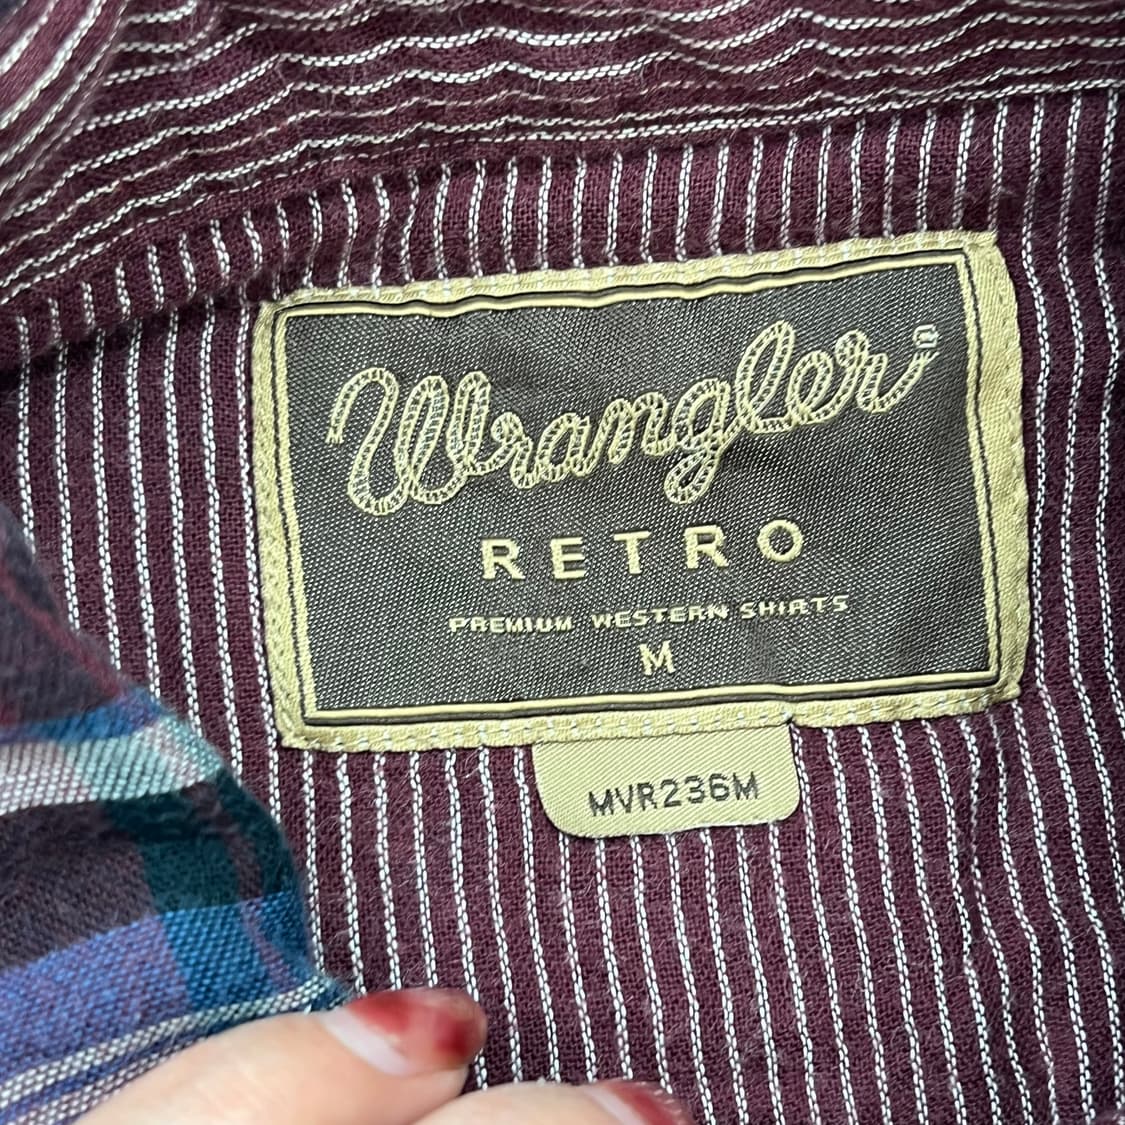 Wrangler®
RETRO
PREMIUM WESTERN SHIRTS
M
MVR236M